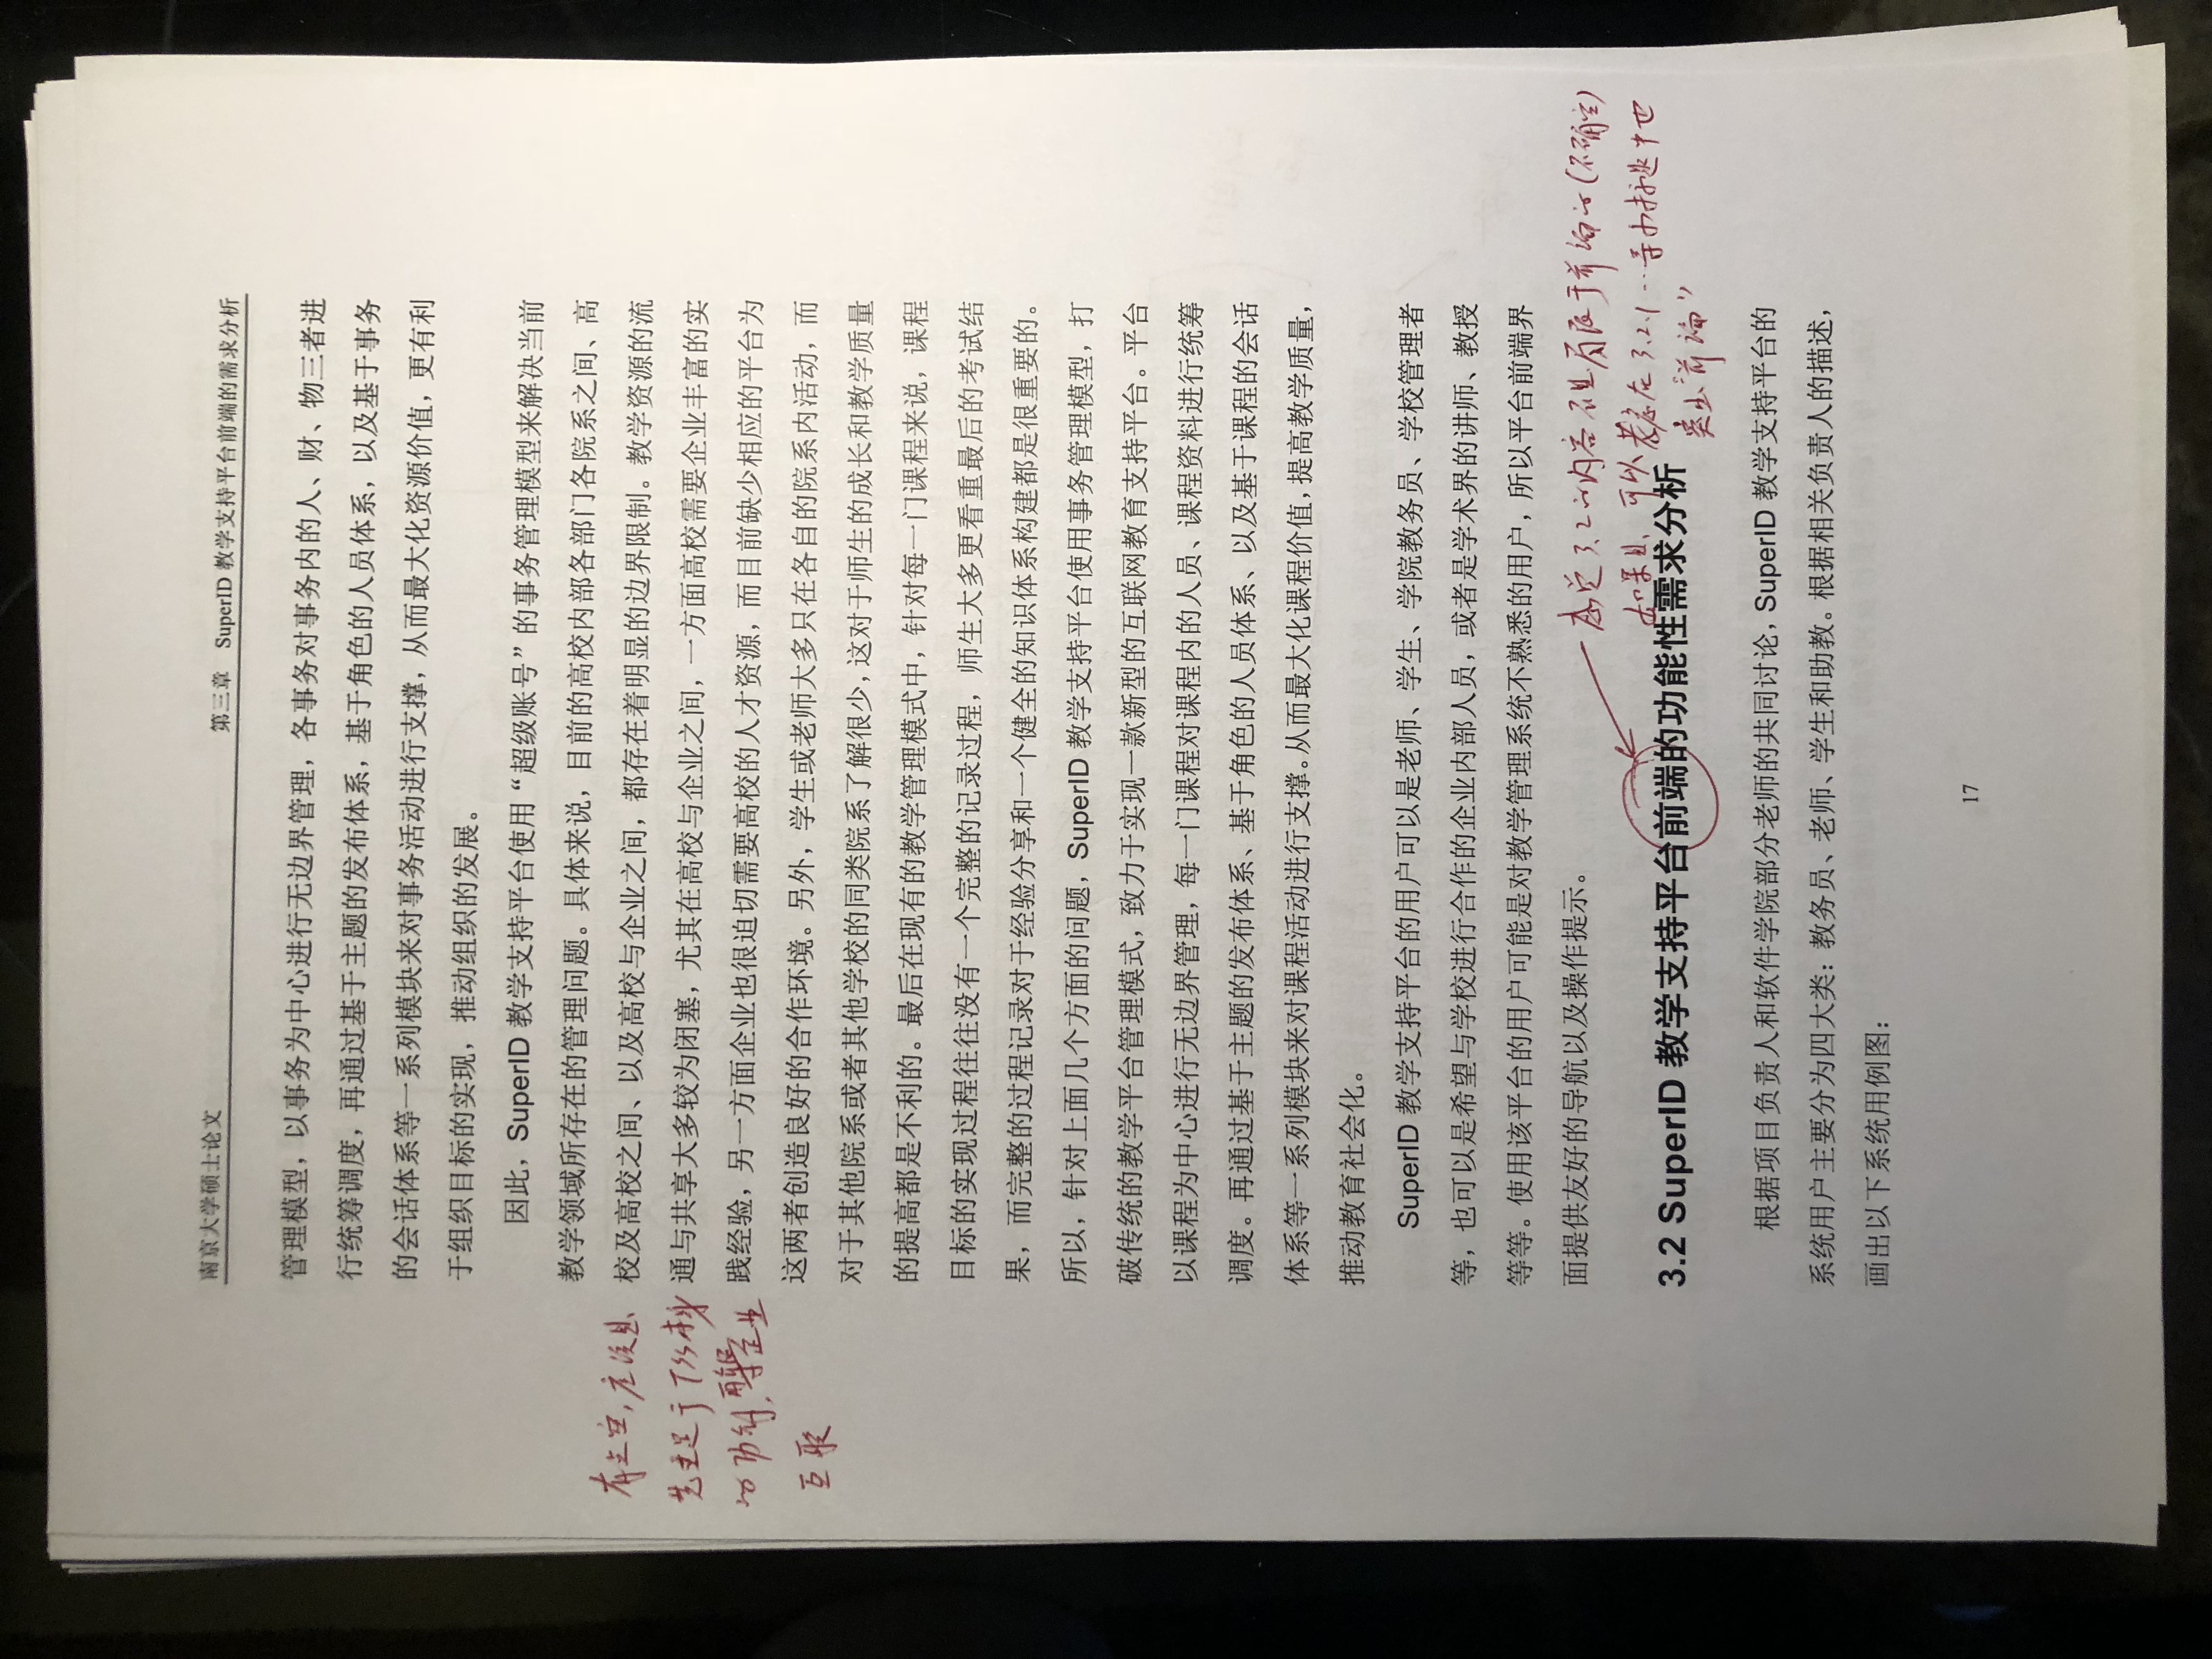 南京大学硕士论文
第三章 SuperID 教学支持平台前端的需求分析
管理模型，以事务为中心进行无边界管理，各事务对事务内的人、财、物三者进
行统筹调度，再通过基于主题的发布体系，基于角色的人员体系，以及基于事务
的会话体系等一系列模块来对事务活动进行支撑，从而最大化资源价值，更有利
于组织目标的实现，推动组织的发展。
因此，SuperID 教学支持平台使用“超级账号”的事务管理模型来解决当前
教学领域所存在的管理问题。具体来说，目前的高校内部各部门各院系之间、高
校及高校之间、以及高校与企业之间，都存在着明显的边界限制。教学资源的流
通与共享大多较为闭塞，尤其在高校与企业之间，一方面高校需要企业丰富的实
践经验，另一方面企业也很迫切需要高校的人才资源，而目前缺少相应的平台为
这两者创造良好的合作环境。另外，学生或老师大多只在各自的院系内活动，而
对于其他院系或者其他学校的同类院系了解很少，这对于师生的成长和教学质量
的提高都是不利的。最后在现有的教学管理模式中，针对每一门课程来说，课程
目标的实现过程往往没有一个完整的记录过程，师生大多更看重最后的考试结
果，而完整的过程记录对于经验分享和一个健全的知识体系构建都是很重要的。
所以，针对上面几个方面的问题，SuperID 教学支持平台使用事务管理模型，打
破传统的教学平台管理模式，致力于实现一款新型的互联网教育支持平台。平台
以课程为中心进行无边界管理，每一门课程对课程内的人员、课程资料进行统筹
调度。再通过基于主题的发布体系、基于角色的人员体系、以及基于课程的会话
体系等一系列模块来对课程活动进行支撑。从而最大化课程价值，提高教学质量，
推动教育社会化。
有点空，应该是
先立足于TSS本身
的功能，再是企业
互联
SuperID 教学支持平台的用户可以是老师、学生、学院教务员、学校管理者
等，也可以是希望与学校进行合作的企业内部人员，或者是学术界的讲师、教授
等等。使用该平台的用户可能是对教学管理系统不熟悉的用户，所以平台前端界
面提供友好的导航以及操作提示。
感觉3.2的内容不是局限于前端的(不确定)
如果是，可以考虑在3.2.1...等的描述中也
突出“前端”
3.2 SuperID 教学支持平台前端的功能性需求分析
根据项目负责人和软件学院部分老师的共同讨论，SuperID 教学支持平台的
系统用户主要分为四大类：教务员、老师、学生和助教。根据相关负责人的描述，
画出以下系统用例图：
17